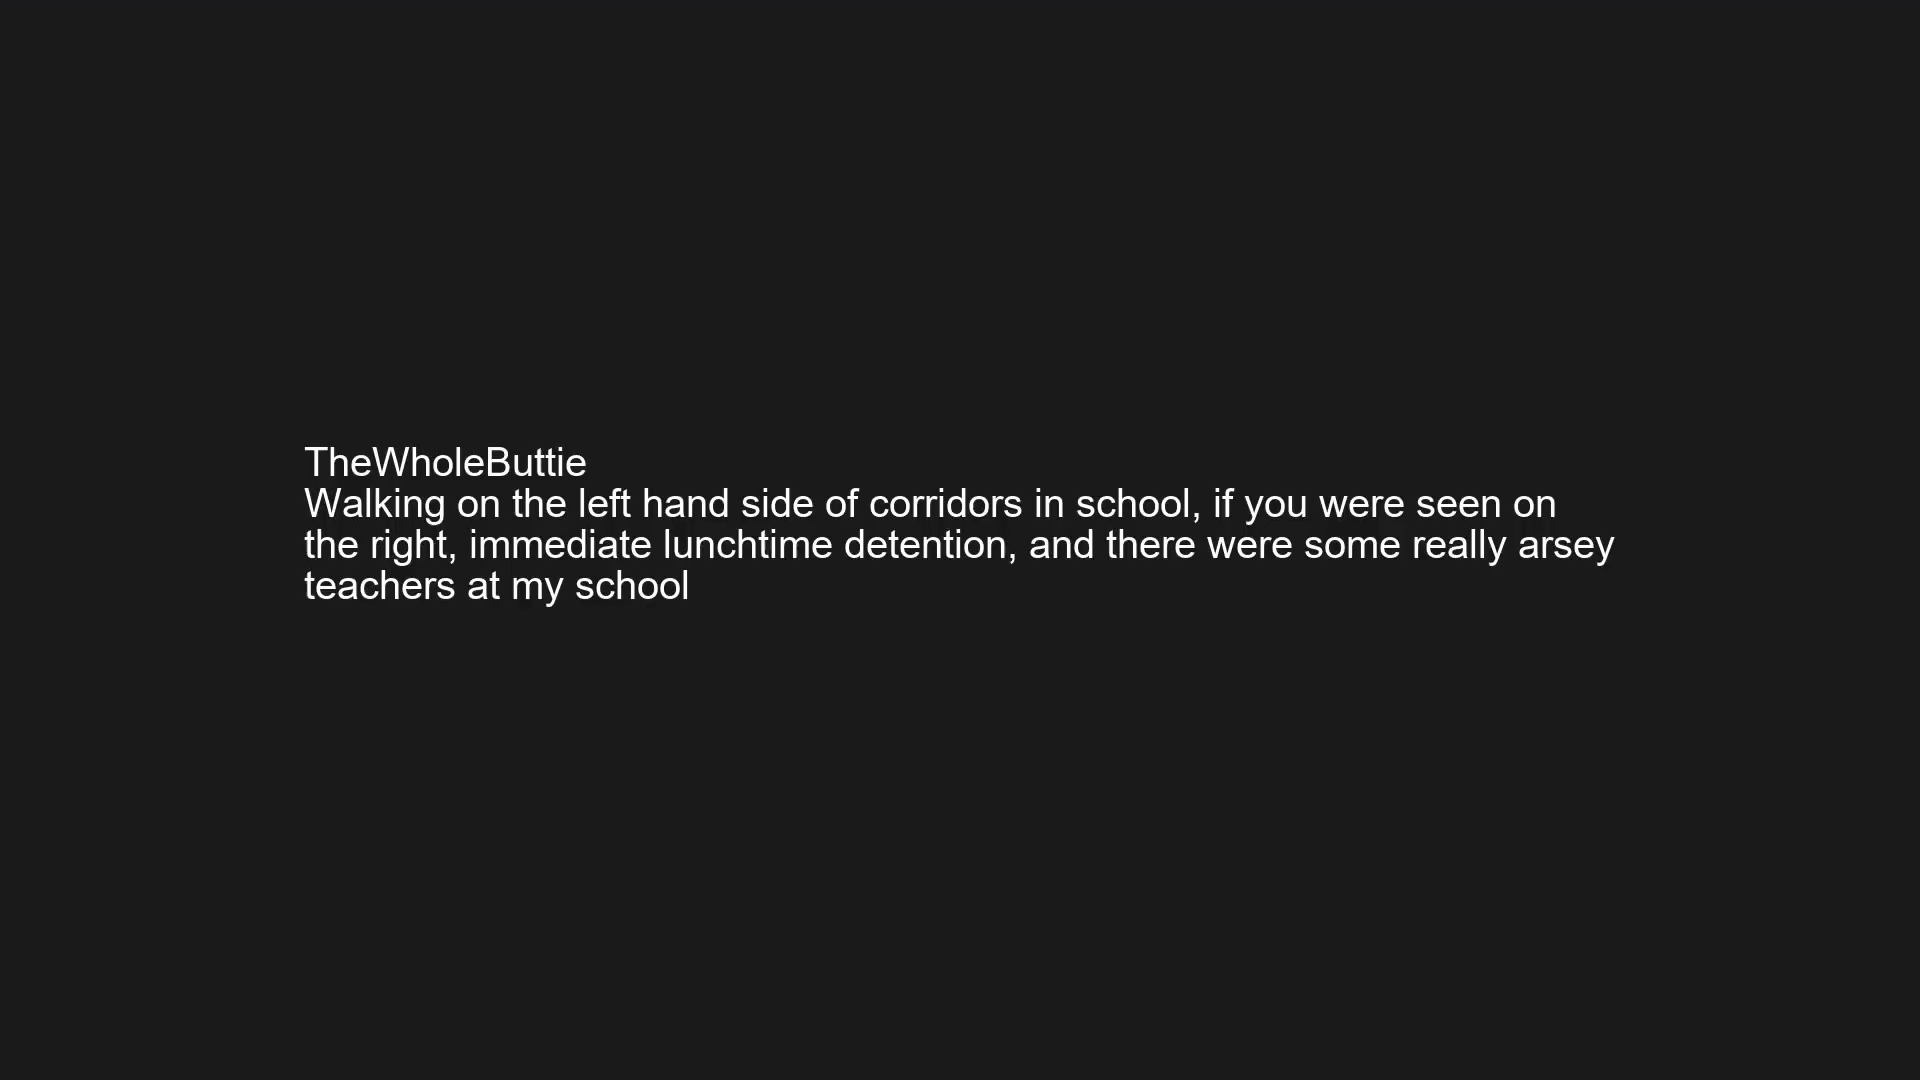 TheWholeButtie
Walking on the left hand side of corridors in school, if you were seen on
the right, immediate lunchtime detention, and there were some really arsey
teachers at my school